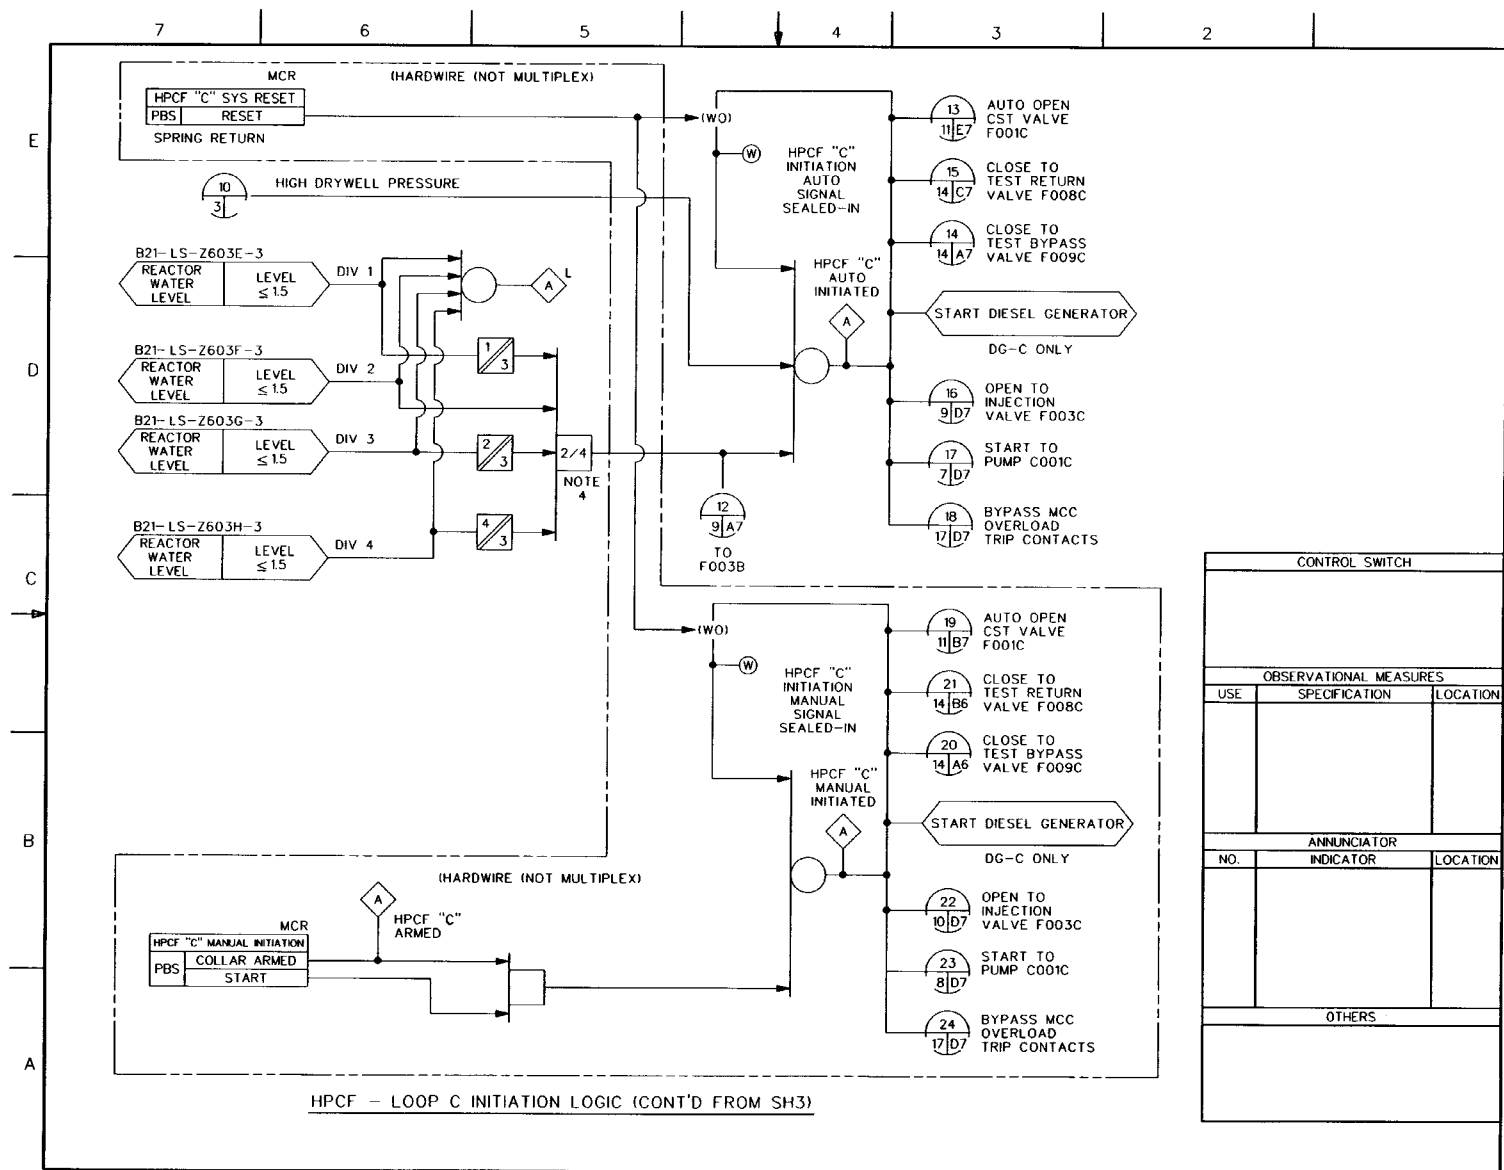 7 6 5 4 3 2
E
D
C
B
A
MCR
(HARDWIRE (NOT MULTIPLEX)
HPCF "C" SYS RESET
PBS RESET
SPRING RETURN
10
3
HIGH DRYWELL PRESSURE
B21-LS-Z603E-3
REACTOR
WATER
LEVEL
LEVEL
≤ 1.5
DIV 1
B21-LS-Z603F-3
REACTOR
WATER
LEVEL
LEVEL
≤ 1.5
DIV 2
B21-LS-Z603G-3
REACTOR
WATER
LEVEL
LEVEL
≤ 1.5
DIV 3
B21-LS-Z603H-3
REACTOR
WATER
LEVEL
LEVEL
≤ 1.5
DIV 4
A
L
1
3
2
3
4
3
2/4
NOTE
4
12
9 A7
TO
F003B
(WO)
W
HPCF "C"
INITIATION
AUTO
SIGNAL
SEALED-IN
HPCF "C"
AUTO
INITIATED
A
13
11 E7
AUTO OPEN
CST VALVE
F001C
15
14 C7
CLOSE TO
TEST RETURN
VALVE F008C
14
14 A7
CLOSE TO
TEST BYPASS
VALVE F009C
START DIESEL GENERATOR
DG-C ONLY
16
9 D7
OPEN TO
INJECTION
VALVE F003C
17
7 D7
START TO
PUMP C001C
18
17 D7
BYPASS MCC
OVERLOAD
TRIP CONTACTS
(WO)
W
HPCF "C"
INITIATION
MANUAL
SIGNAL
SEALED-IN
HPCF "C"
MANUAL
INITIATED
A
19
11 B7
AUTO OPEN
CST VALVE
F001C
21
14 B6
CLOSE TO
TEST RETURN
VALVE F008C
20
14 A6
CLOSE TO
TEST BYPASS
VALVE F009C
START DIESEL GENERATOR
DG-C ONLY
22
10 D7
OPEN TO
INJECTION
VALVE F003C
23
8 D7
START TO
PUMP C001C
24
17 D7
BYPASS MCC
OVERLOAD
TRIP CONTACTS
(HARDWIRE (NOT MULTIPLEX)
A
HPCF "C"
ARMED
MCR
HPCF "C" MANUAL INITIATION
PBS
COLLAR ARMED
START
HPCF - LOOP C INITIATION LOGIC (CONT'D FROM SH3)
CONTROL SWITCH
OBSERVATIONAL MEASURES
USE SPECIFICATION LOCATION
ANNUNCIATOR
NO. INDICATOR LOCATION
OTHERS